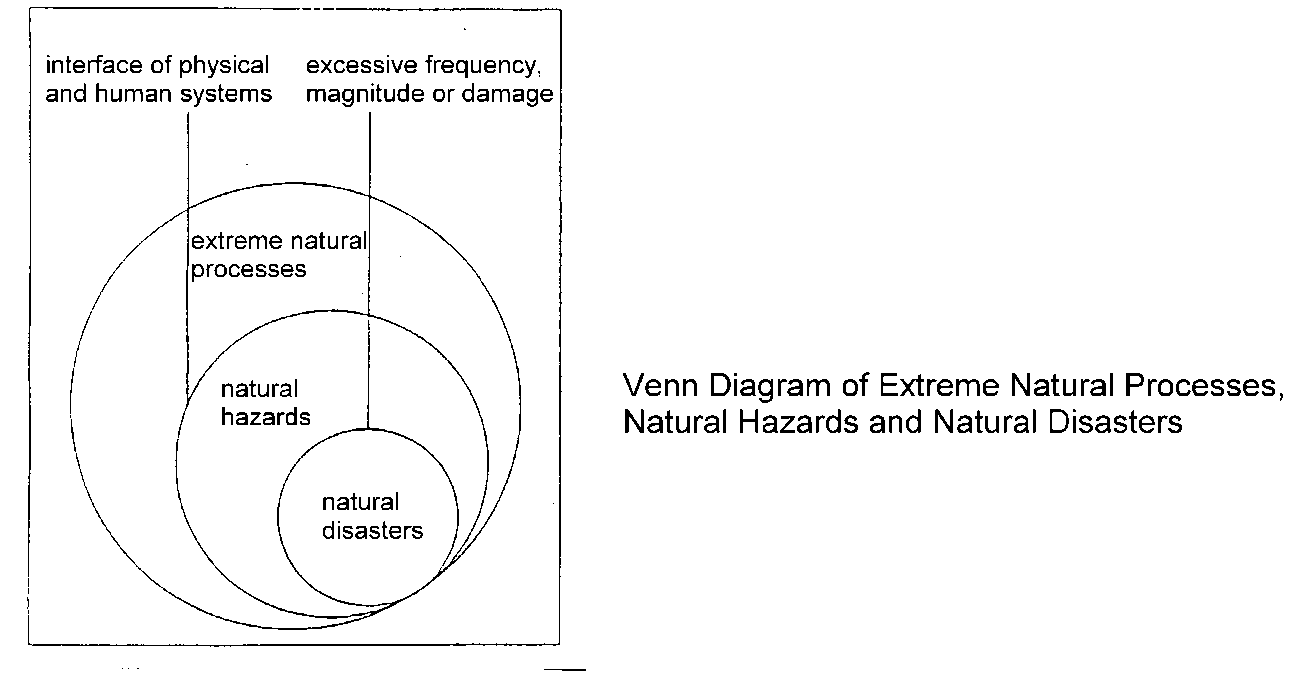 interface of physical
and human systems
excessive frequency,
magnitude or damage
extreme natural
processes
natural
hazards
natural
disasters
Venn Diagram of Extreme Natural Processes,
Natural Hazards and Natural Disasters